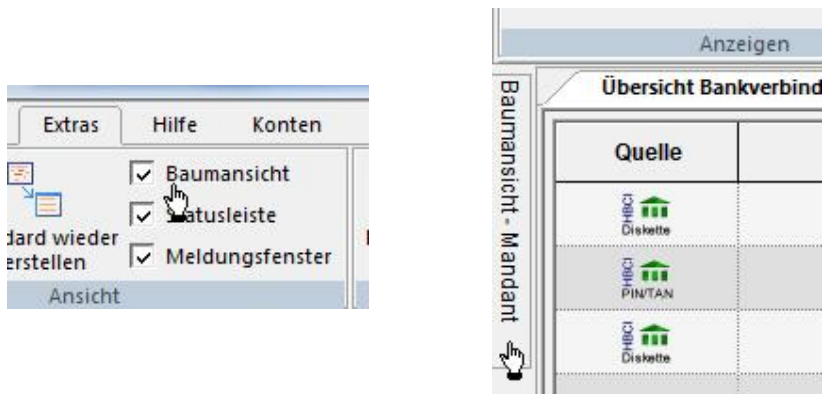 Extras Hilfe Konten
Baumansicht
Statusleiste
dard wieder
erstellen
Meldungsfenster
Ansicht
Anzeigen
Baumansicht - Mandant
Übersicht Bankverbind
Quelle
HBCI
Diskette
HBCI
PIN/TAN
HBCI
Diskette